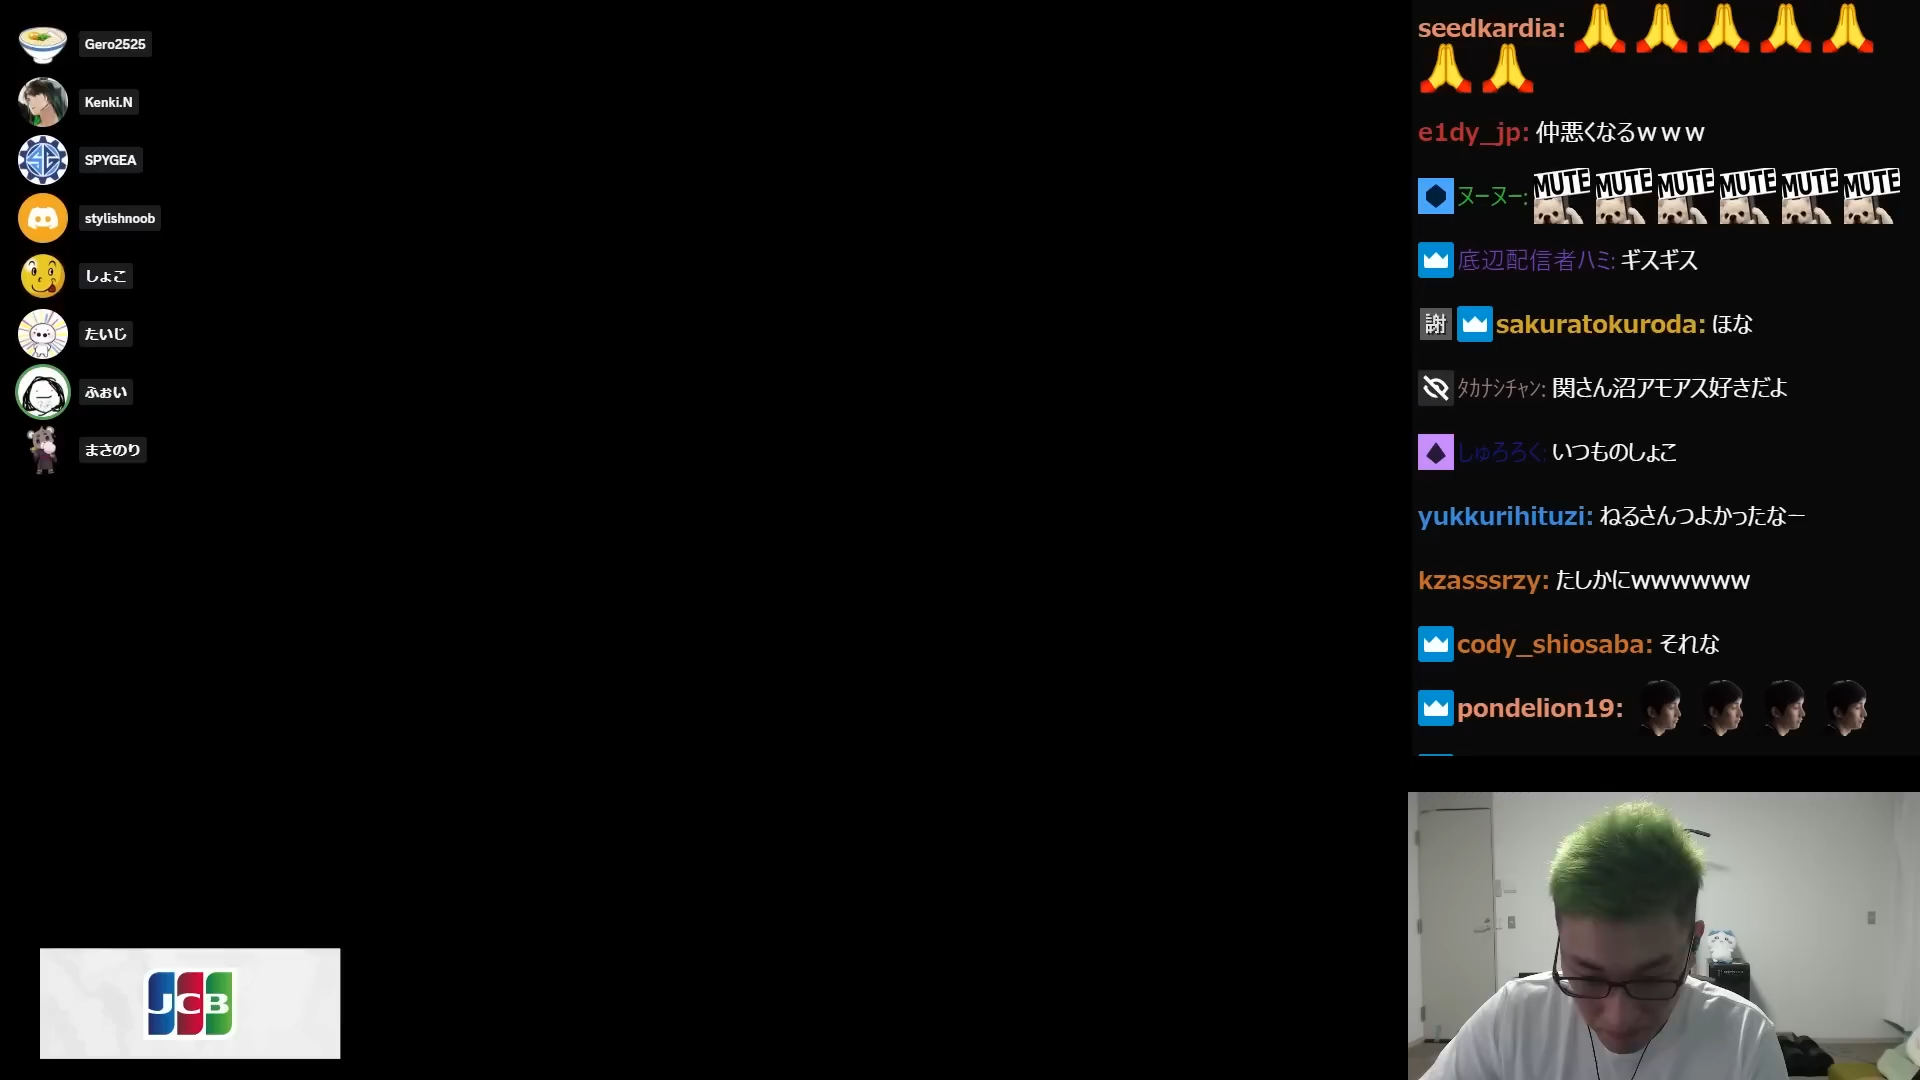 Gero2525
Kenki.N
SPYGEA
stylishnoob
しょこ
たいじ
ふぉい
まさのり
JCB
seedkardia:
e1dy_jp: 仲悪くなるｗｗｗ
ヌーヌー: MUTE MUTE MUTE MUTE MUTE MUTE
底辺配信者ハミ: ギスギス
謝 sakuratokuroda: ほな
タカナシチャン: 関さん沼アモアス好きだよ
しゅろろく: いつものしょこ
yukkurihituzi: ねるさんつよかったなー
kzasssrzy: たしかにwwwwww
cody_shiosaba: それな
pondelion19: